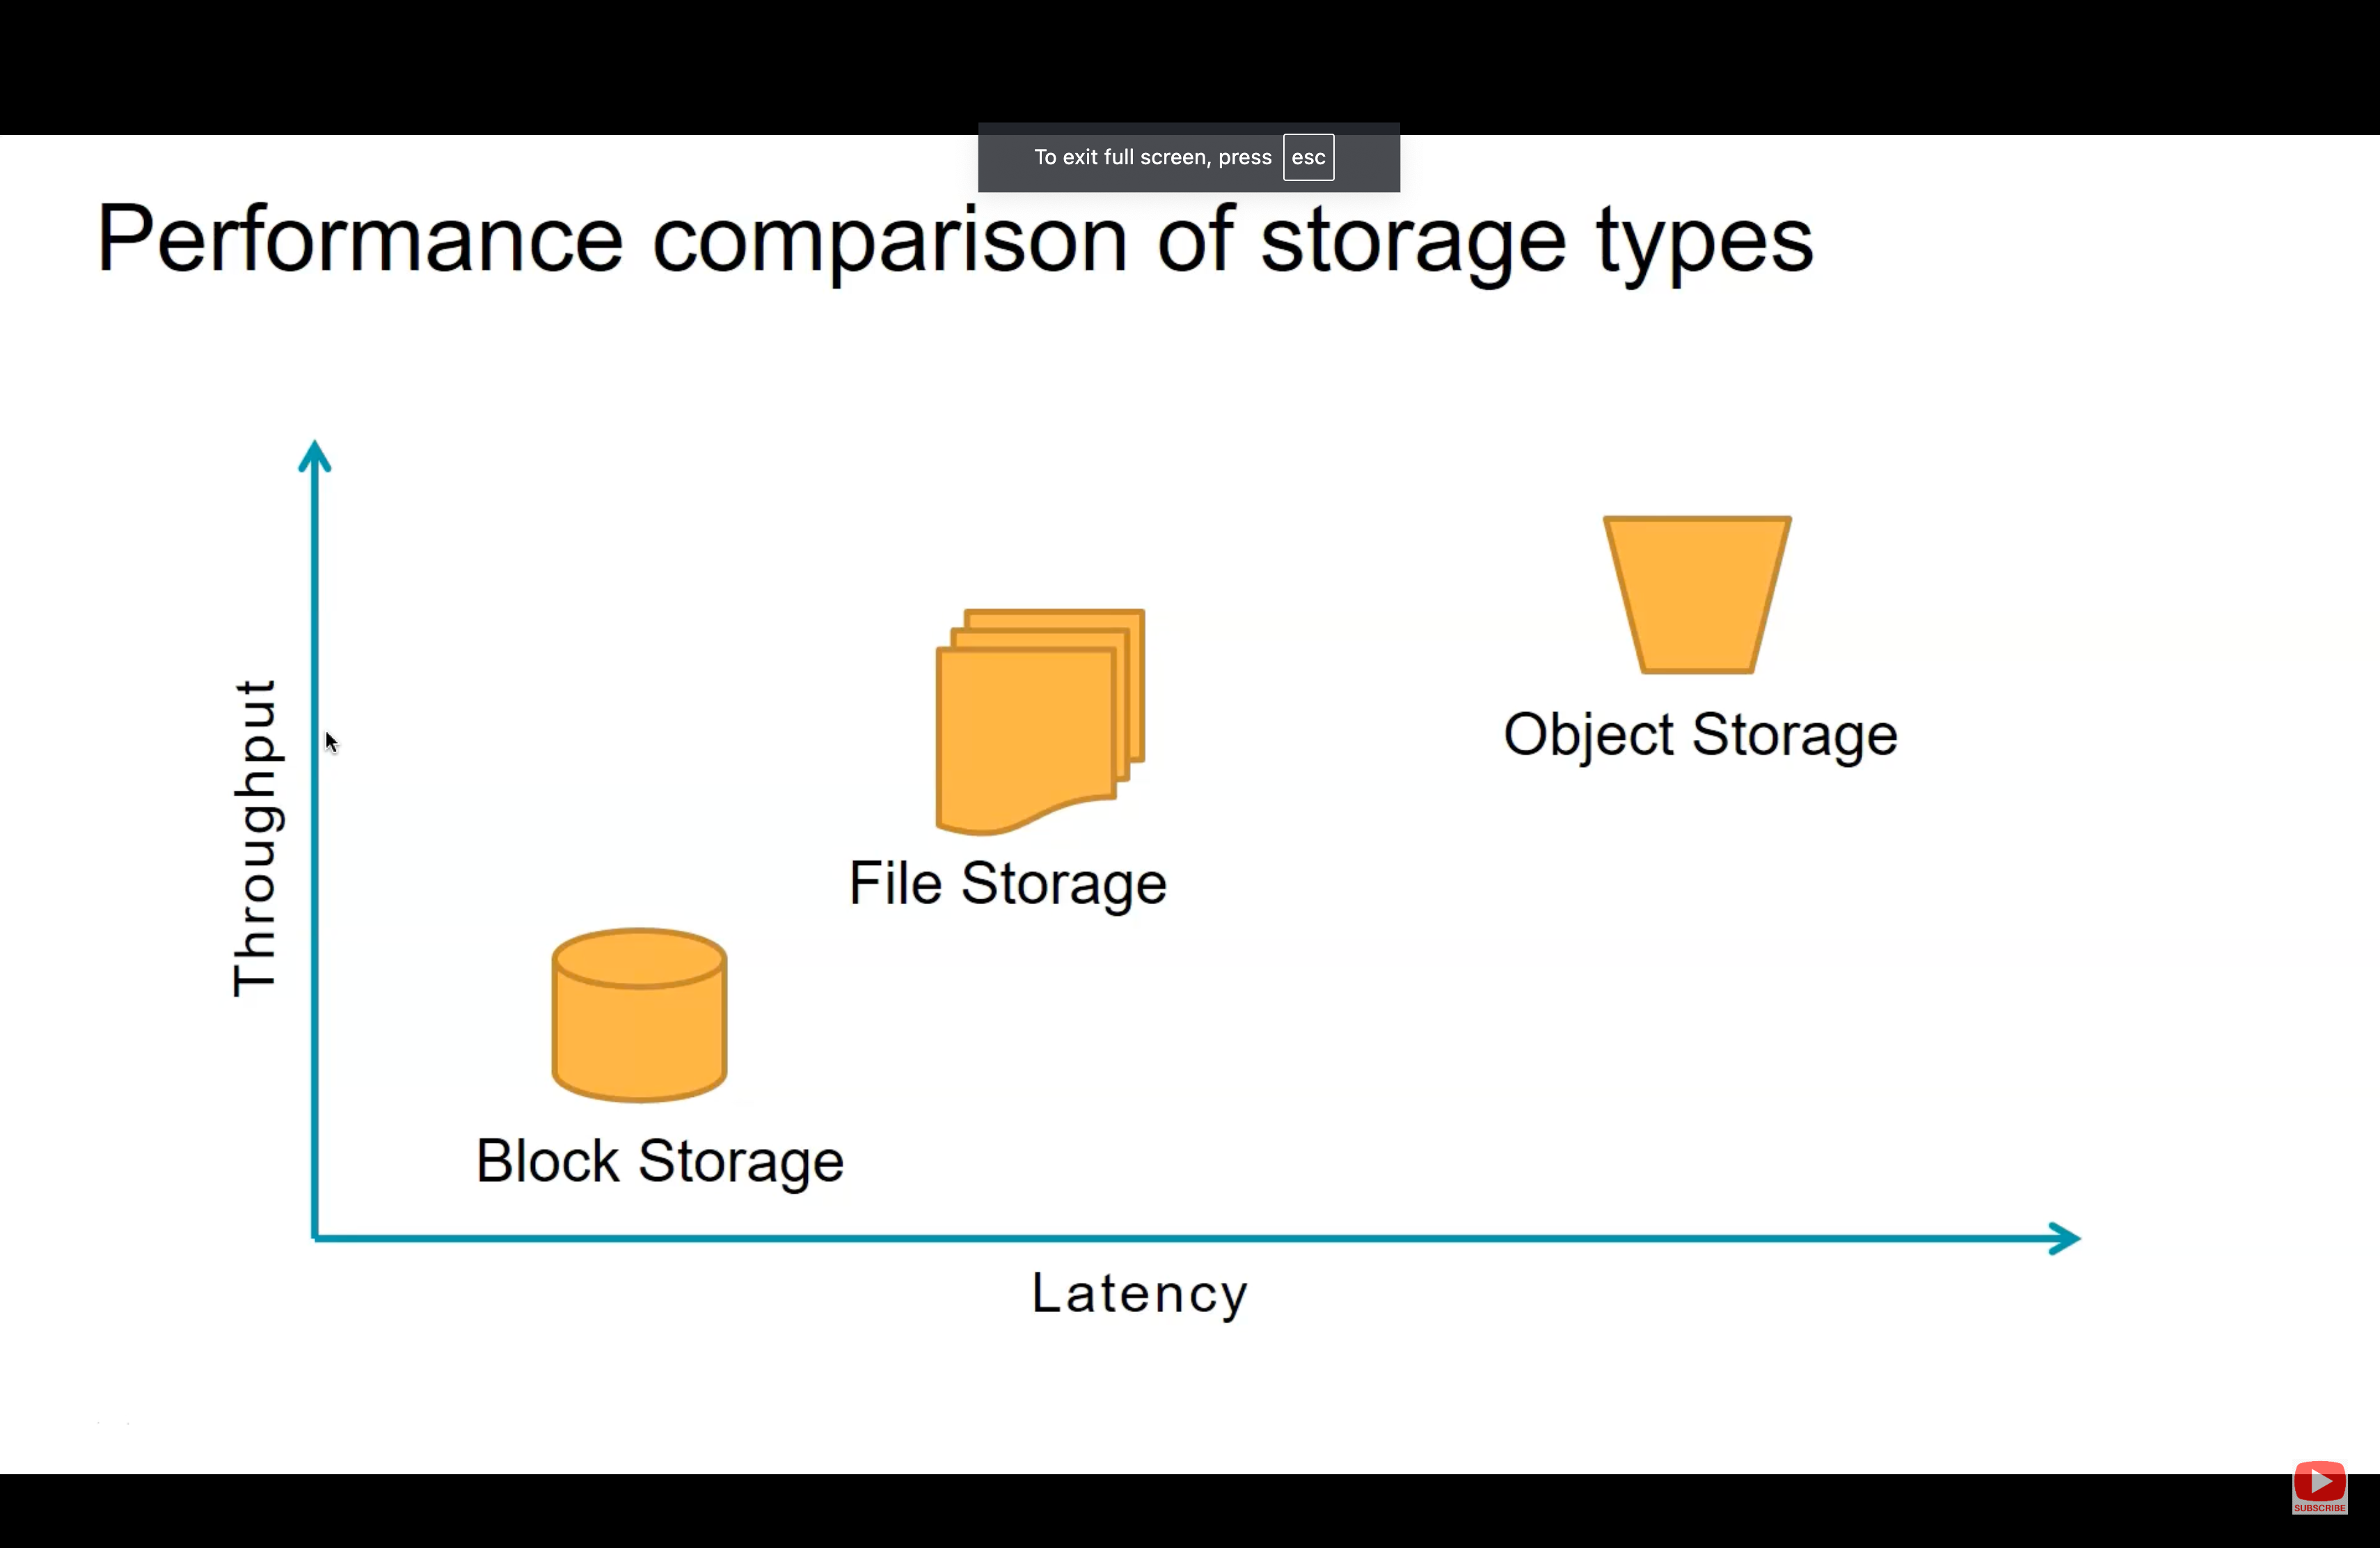 To exit full screen, press esc
Performance comparison of storage types
Throughput
Object Storage
File Storage
Block Storage
Latency
SUBSCRIBE